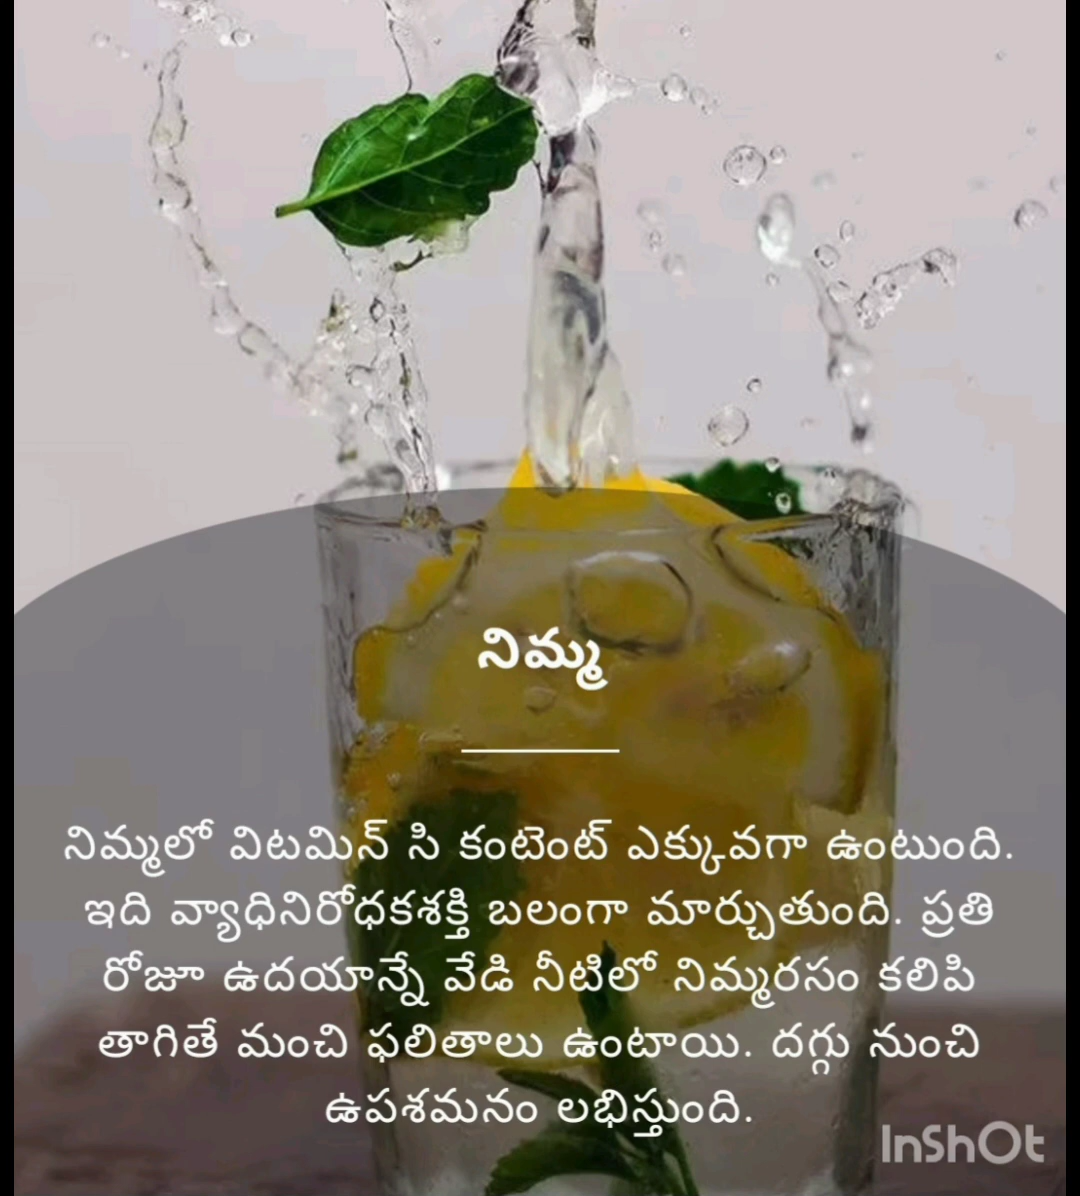 నిమ్మ
నిమ్మలో విటమిన్ సి కంటెంట్ ఎక్కువగా ఉంటుంది.
ఇది వ్యాధినిరోధకశక్తి బలంగా మార్చుతుంది. ప్రతి
రోజూ ఉదయాన్నే వేడి నీటిలో నిమ్మరసం కలిపి
తాగితే మంచి ఫలితాలు ఉంటాయి. దగ్గు నుంచి
ఉపశమనం లభిస్తుంది.
InShOt